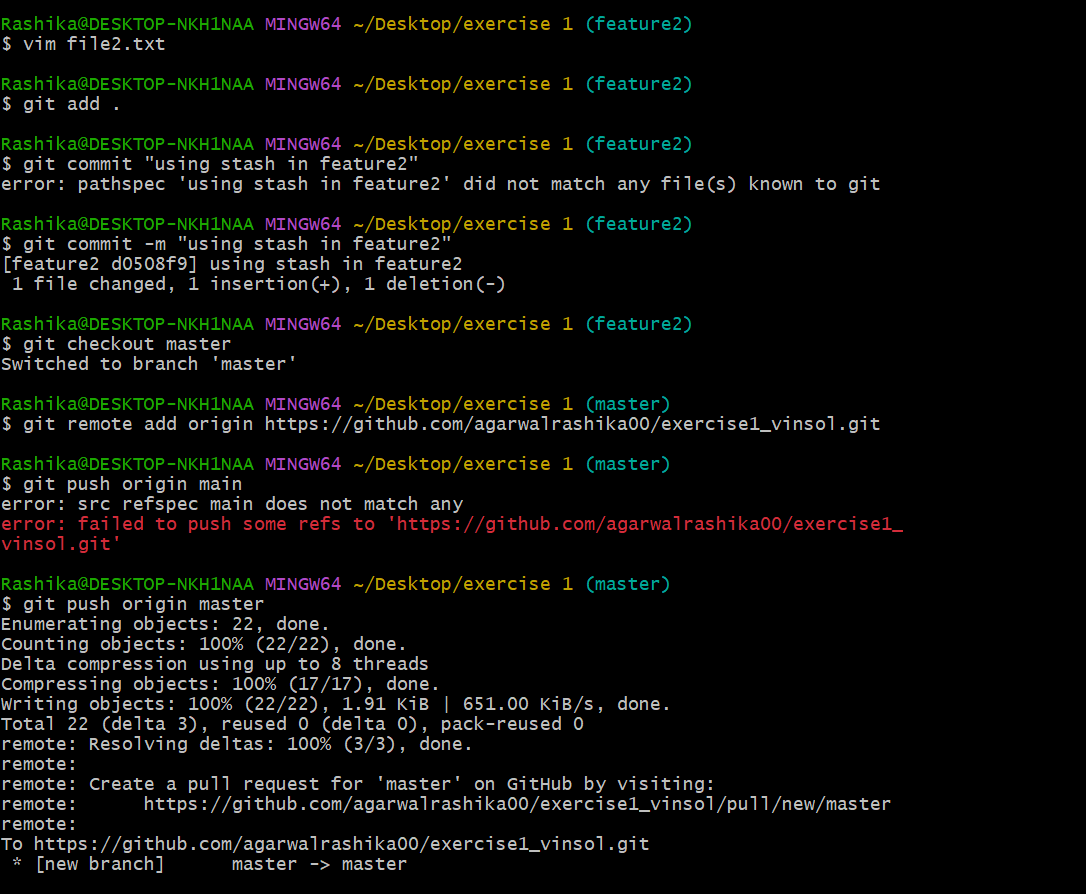 Rashika@DESKTOP-NKH1NAA MINGW64 ~/Desktop/exercise 1 (feature2)
$ vim file2.txt
Rashika@DESKTOP-NKH1NAA MINGW64 ~/Desktop/exercise 1 (feature2)
$ git add .
Rashika@DESKTOP-NKH1NAA MINGW64 ~/Desktop/exercise 1 (feature2)
$ git commit "using stash in feature2"
error: pathspec 'using stash in feature2' did not match any file(s) known to git
Rashika@DESKTOP-NKH1NAA MINGW64 ~/Desktop/exercise 1 (feature2)
$ git commit -m "using stash in feature2"
[feature2 d0508f9] using stash in feature2
 1 file changed, 1 insertion(+), 1 deletion(-)
Rashika@DESKTOP-NKH1NAA MINGW64 ~/Desktop/exercise 1 (feature2)
$ git checkout master
Switched to branch 'master'
Rashika@DESKTOP-NKH1NAA MINGW64 ~/Desktop/exercise 1 (master)
$ git remote add origin https://github.com/agarwalrashika00/exercise1_vinsol.git
Rashika@DESKTOP-NKH1NAA MINGW64 ~/Desktop/exercise 1 (master)
$ git push origin main
error: src refspec main does not match any
error: failed to push some refs to 'https://github.com/agarwalrashika00/exercise1_
vinsol.git'
Rashika@DESKTOP-NKH1NAA MINGW64 ~/Desktop/exercise 1 (master)
$ git push origin master
Enumerating objects: 22, done.
Counting objects: 100% (22/22), done.
Delta compression using up to 8 threads
Compressing objects: 100% (17/17), done.
Writing objects: 100% (22/22), 1.91 KiB | 651.00 KiB/s, done.
Total 22 (delta 3), reused 0 (delta 0), pack-reused 0
remote: Resolving deltas: 100% (3/3), done.
remote:
remote: Create a pull request for 'master' on GitHub by visiting:
remote:      https://github.com/agarwalrashika00/exercise1_vinsol/pull/new/master
remote:
To https://github.com/agarwalrashika00/exercise1_vinsol.git
 * [new branch]      master -> master